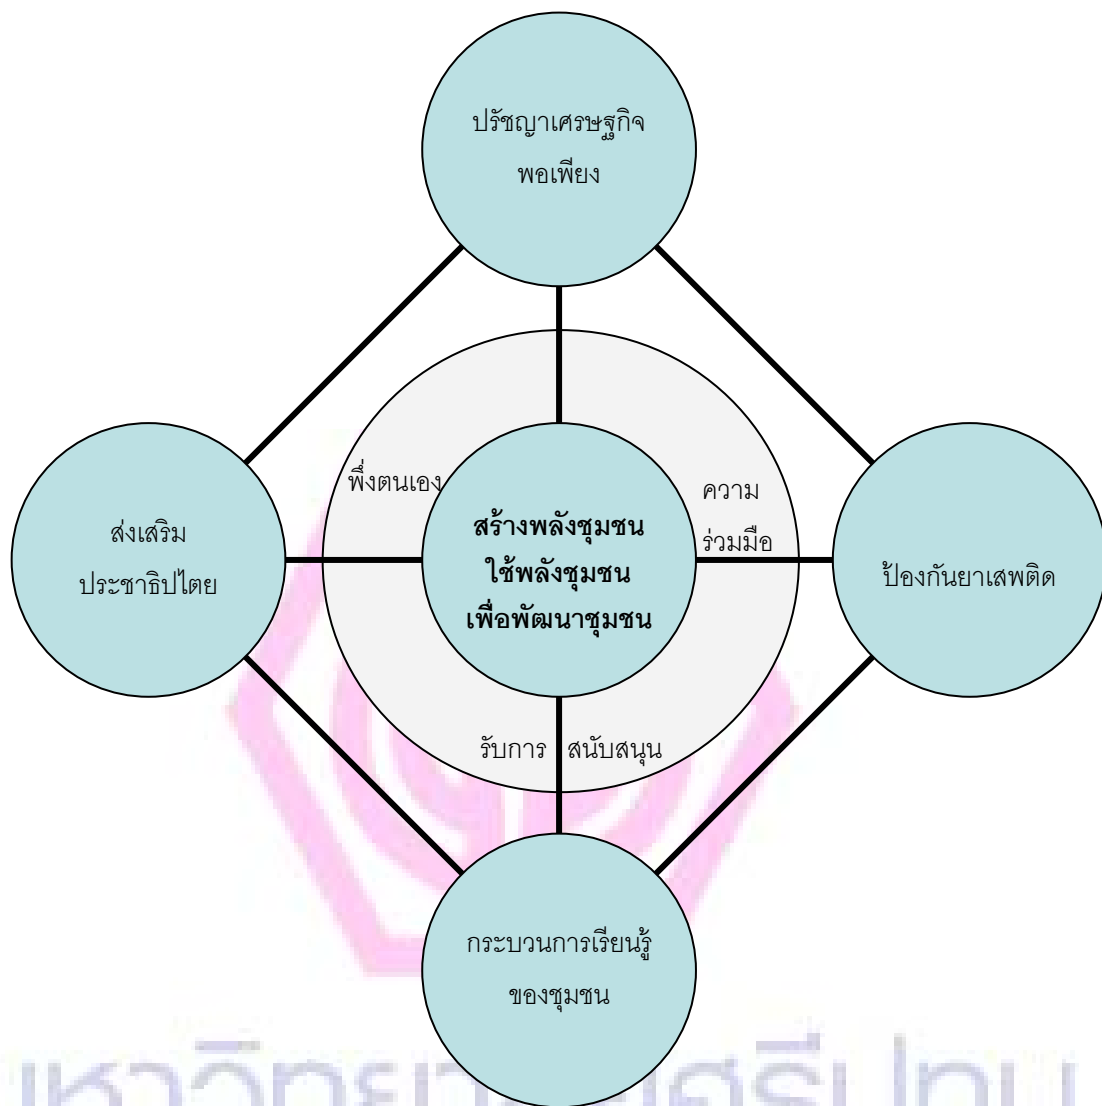 ปรัชญาเศรษฐกิจ
พอเพียง
พึ่งตนเอง
ความ
ร่วมมือ
ส่งเสริม
ประชาธิปไตย
สร้างพลังชุมชน
ใช้พลังชุมชน
เพื่อพัฒนาชุมชน
ป้องกันยาเสพติด
รับการ สนับสนุน
กระบวนการเรียนรู้
ของชุมชน